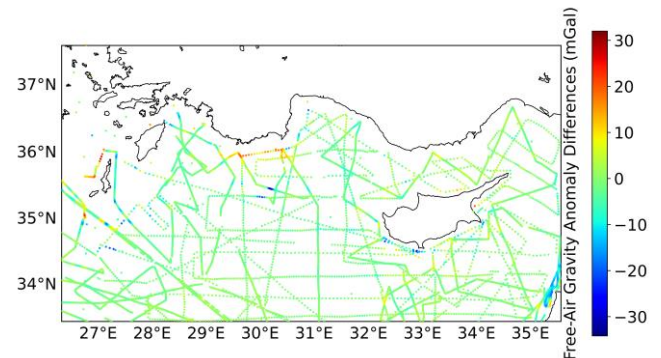 37°N
36°N
35°N
34°N
27°E 28°E 29°E 30°E 31°E 32°E 33°E 34°E 35°E
30
20
10
0
−10
−20
−30
Free-Air Gravity Anomaly Differences (mGal)